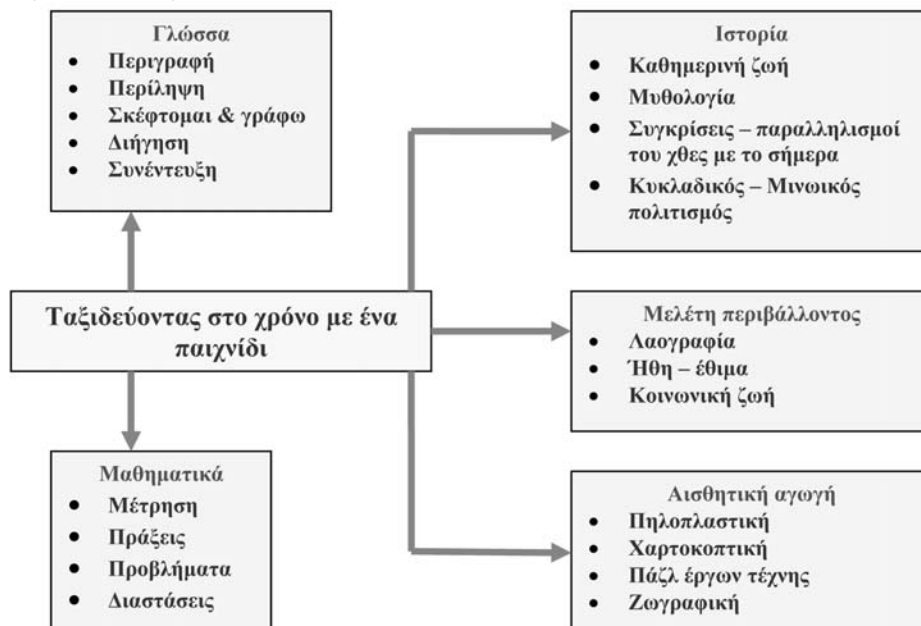 Γλώσσα
• Περιγραφή
• Περίληψη
• Σκέφτομαι & γράφω
• Διήγηση
• Συνέντευξη
Ιστορία
• Καθημερινή ζωή
• Μυθολογία
• Συγκρίσεις – παραλληλισμοί
του χθες με το σήμερα
• Κυκλαδικός – Μινωικός
πολιτισμός
Ταξιδεύοντας στο χρόνο με ένα
παιχνίδι
Μελέτη περιβάλλοντος
• Λαογραφία
• Ήθη – έθιμα
• Κοινωνική ζωή
Μαθηματικά
• Μέτρηση
• Πράξεις
• Προβλήματα
• Διαστάσεις
Αισθητική αγωγή
• Πηλοπλαστική
• Χαρτοκοπτική
• Πάζλ έργων τέχνης
• Ζωγραφική